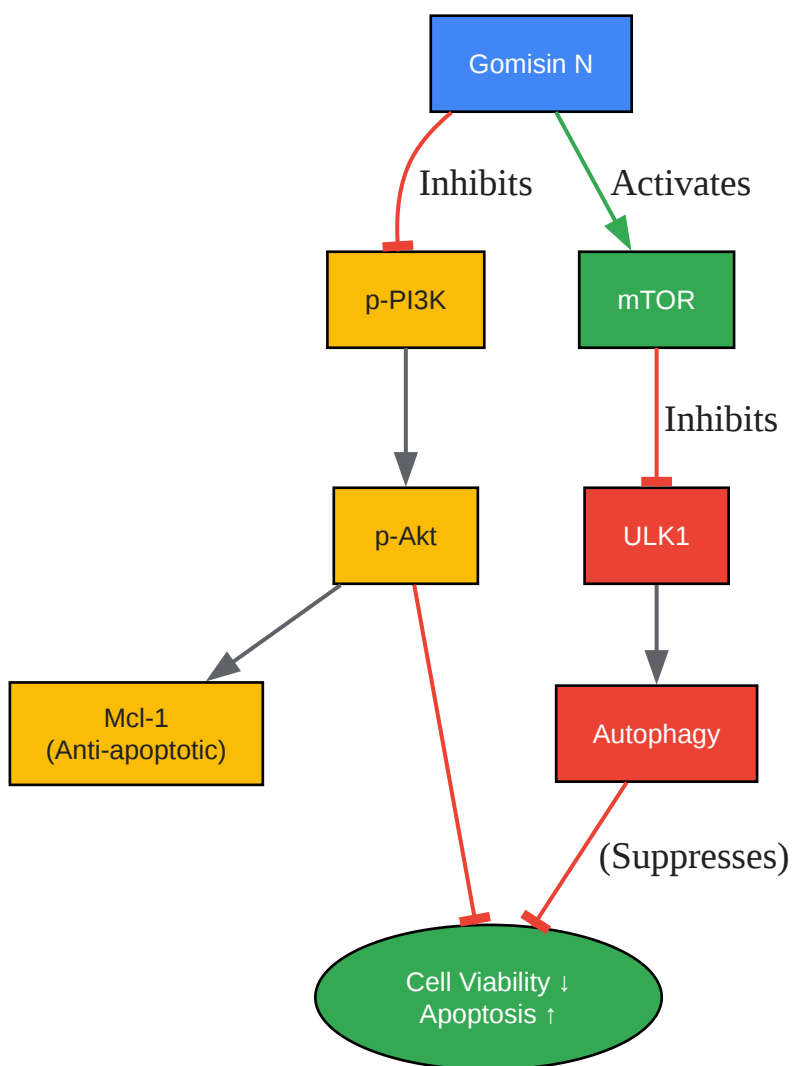 Gomisin N
Inhibits
Activates
p-PI3K
mTOR
Inhibits
p-Akt
ULK1
Mcl-1
(Anti-apoptotic)
Autophagy
(Suppresses)
Cell Viability ↓
Apoptosis ↑